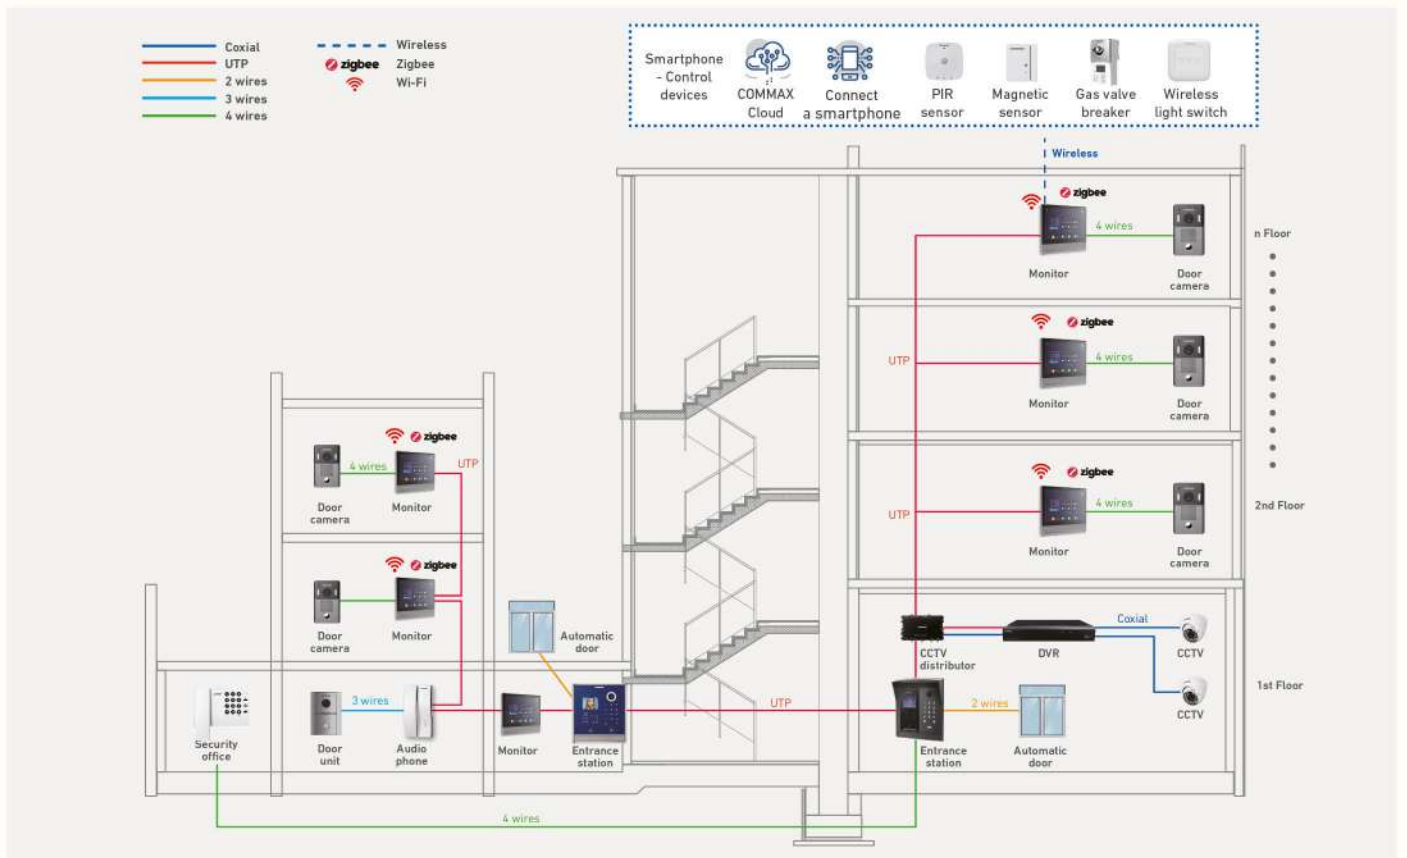 Coxial
UTP
2 wires
3 wires
4 wires
Wireless
zigbee Zigbee
Wi-Fi
Smartphone
- Control
devices
COMMAX
Cloud
Connect
a smartphone
PIR
sensor
Magnetic
sensor
Gas valve
breaker
Wireless
light switch
Wireless
zigbee
4 wires
Monitor
Door
camera
n Floor
zigbee
UTP
4 wires
Monitor
Door
camera
zigbee
UTP
4 wires
Monitor
Door
camera
2nd Floor
zigbee
4 wires
UTP
Door
camera
Monitor
zigbee
Door
camera
Monitor
Automatic
door
CCTV
distributor
DVR
Coxial
CCTV
CCTV
1st Floor
Security
office
3 wires
Door
unit
Audio
phone
Monitor
Entrance
station
UTP
2 wires
Entrance
station
Automatic
door
4 wires